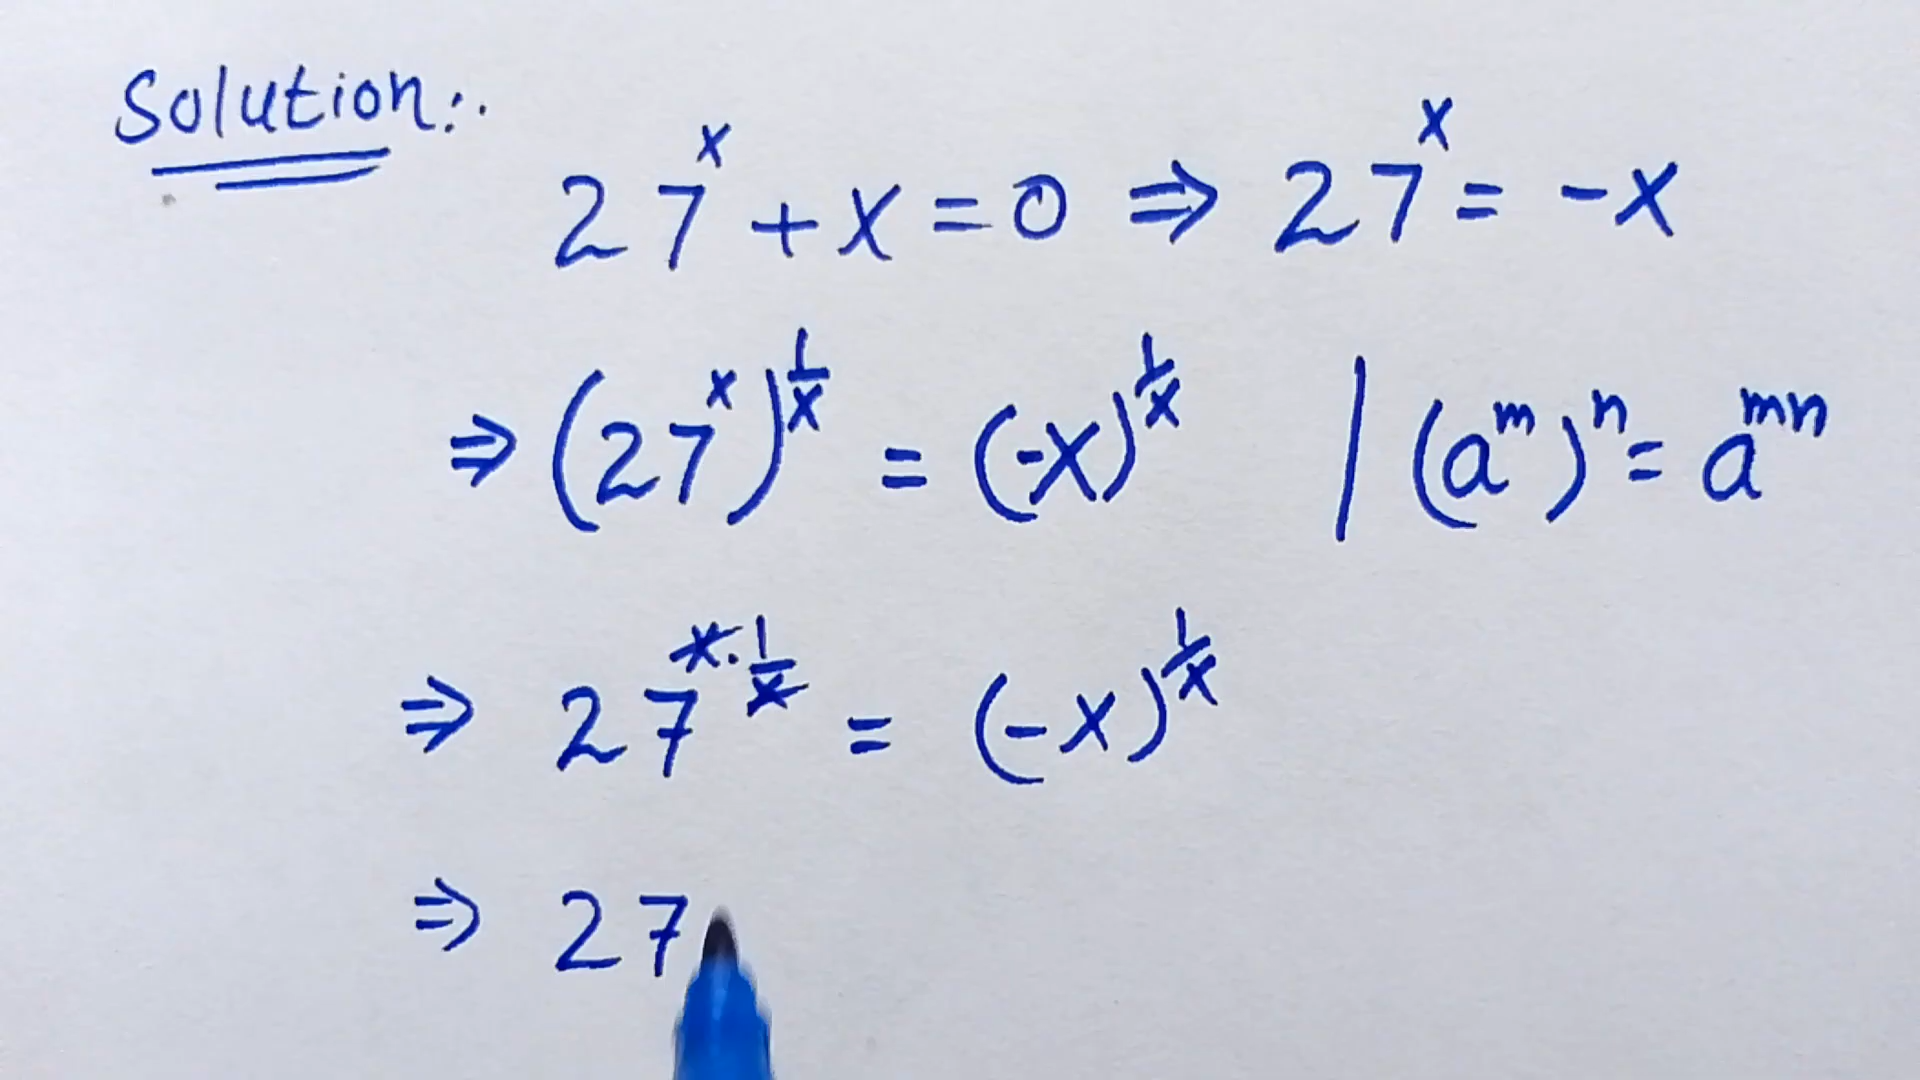 Solution:.
27^x + x = 0 ⇒ 27^x = -x
⇒ (27^x)^(1/x) = (-x)^(1/x) | (a^m)^n = a^mn
⇒ 27^(x·1/x) = (-x)^(1/x)
⇒ 27